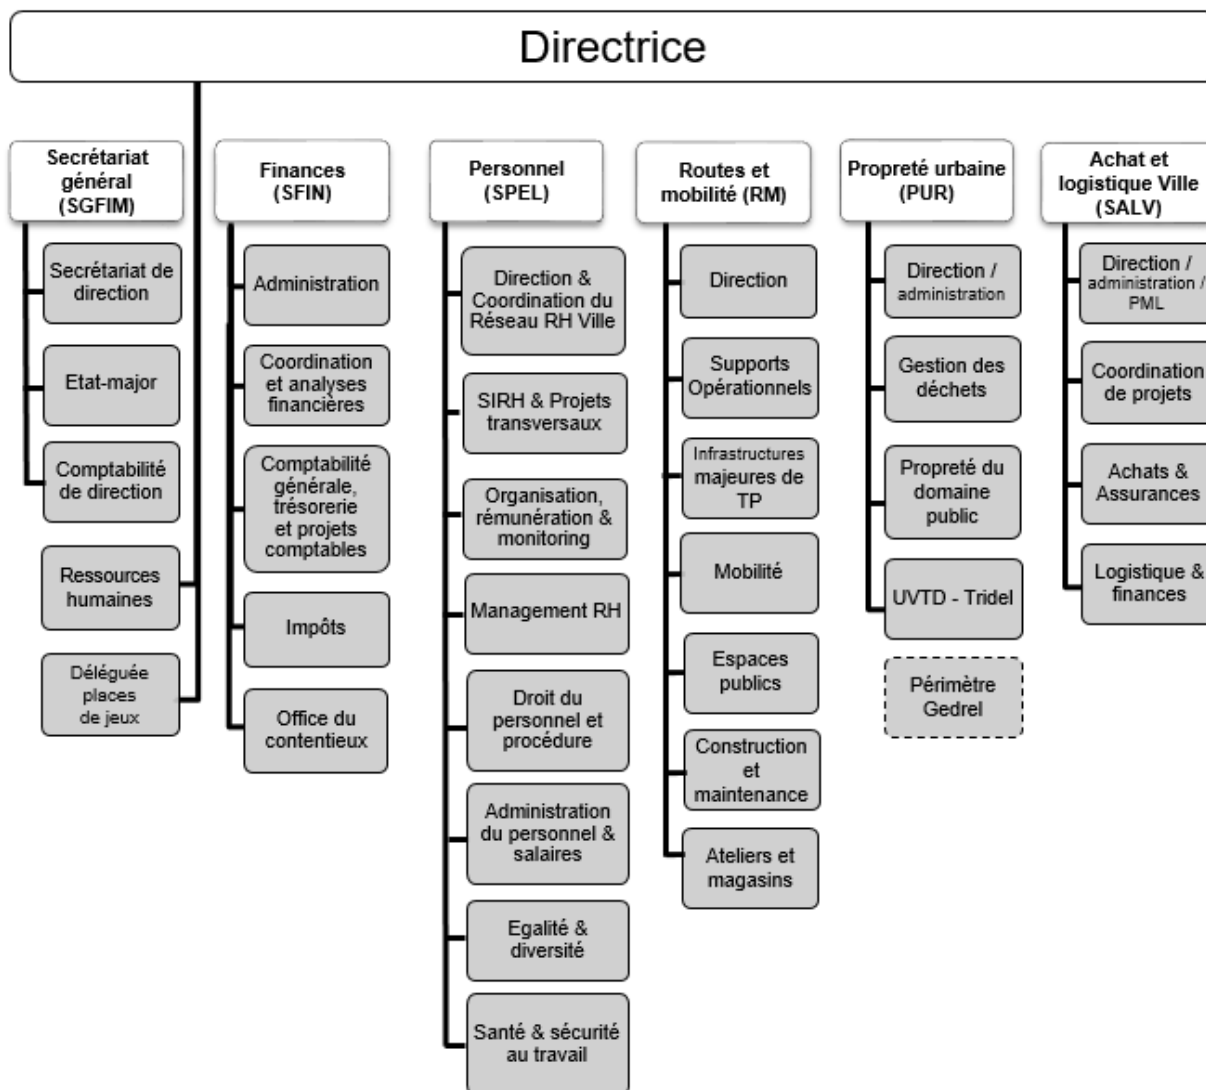 Directrice
Secrétariat
général
(SGFIM)
Secrétariat de
direction
Etat-major
Comptabilité
de direction
Ressources
humaines
Déléguée
places
de jeux
Finances
(SFIN)
Administration
Coordination
et analyses
financières
Comptabilité
générale,
trésorerie
et projets
comptables
Impôts
Office du
contentieux
Personnel
(SPEL)
Direction &
Coordination du
Réseau RH Ville
SIRH & Projets
transversaux
Organisation,
rémunération &
monitoring
Management RH
Droit du
personnel et
procédure
Administration
du personnel &
salaires
Egalité &
diversité
Santé & sécurité
au travail
Routes et
mobilité (RM)
Direction
Supports
Opérationnels
Infrastructures
majeures de
TP
Mobilité
Espaces
publics
Construction
et
maintenance
Ateliers et
magasins
Propreté urbaine
(PUR)
Direction /
administration
Gestion des
déchets
Propreté du
domaine
public
UVTD - Tridel
Périmètre
Gedrel
Achat et
logistique Ville
(SALV)
Direction /
administration /
PML
Coordination
de projets
Achats &
Assurances
Logistique &
finances